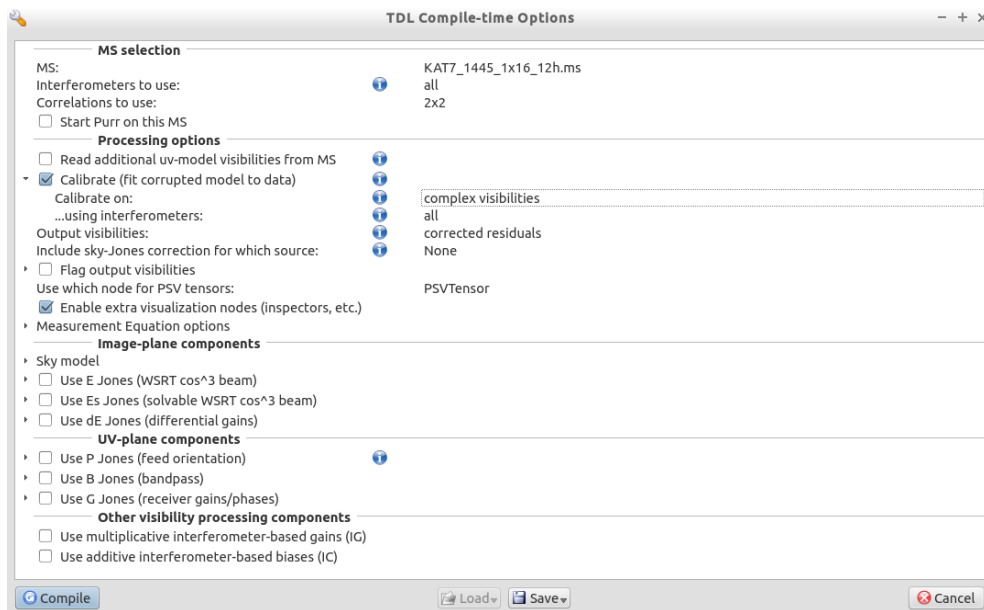 TDL Compile-time Options
MS selection
MS: KAT7_1445_1x16_12h.ms
Interferometers to use: all
Correlations to use: 2x2
Start Purr on this MS
Processing options
Read additional uv-model visibilities from MS
Calibrate (fit corrupted model to data)
Calibrate on: complex visibilities
...using interferometers: all
Output visibilities: corrected residuals
Include sky-Jones correction for which source: None
Flag output visibilities
Use which node for PSV tensors: PSVTensor
Enable extra visualization nodes (inspectors, etc.)
Measurement Equation options
Image-plane components
Sky model
Use E Jones (WSRT cos^3 beam)
Use Es Jones (solvable WSRT cos^3 beam)
Use dE Jones (differential gains)
UV-plane components
Use P Jones (feed orientation)
Use B Jones (bandpass)
Use G Jones (receiver gains/phases)
Other visibility processing components
Use multiplicative interferometer-based gains (IG)
Use additive interferometer-based biases (IC)
Compile Load Save Cancel